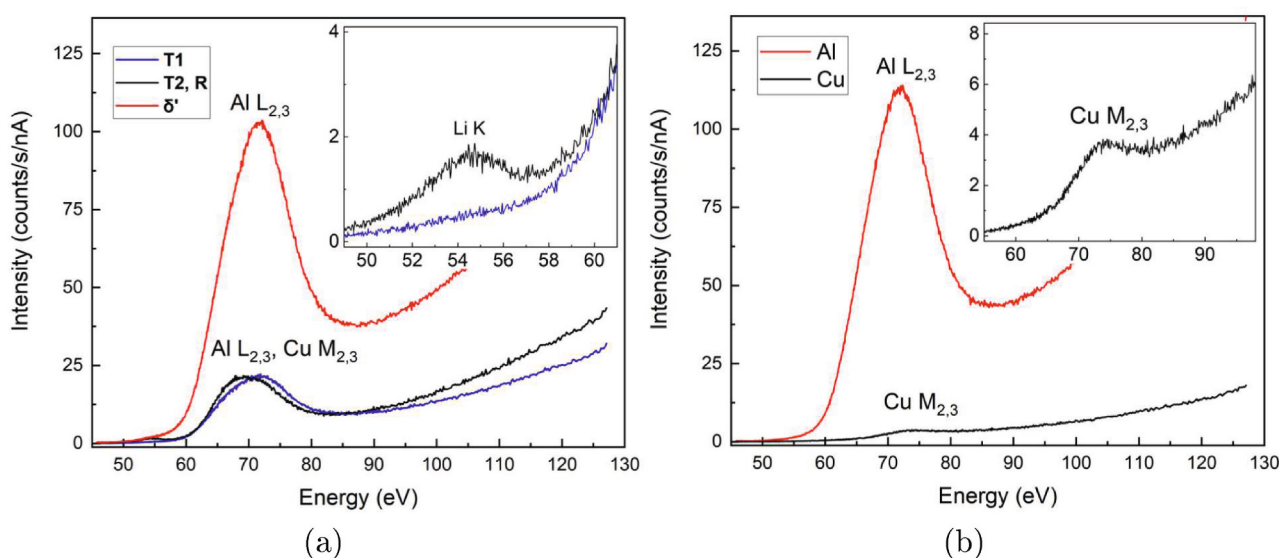 T1
T2, R
δ'
Al L2,3
Al L2,3, Cu M2,3
Intensity (counts/s/nA)
0
25
50
75
100
125
45 50 60 70 80 90 100 110 120 130
Energy (eV)
Li K
0
2
4
50 52 54 56 58 60
(a)
Al
Cu
Al L2,3
Cu M2,3
Intensity (counts/s/nA)
0
25
50
75
100
125
50 60 70 80 90 100 110 120 130
Energy (eV)
Cu M2,3
0
2
4
6
8
60 70 80 90
(b)